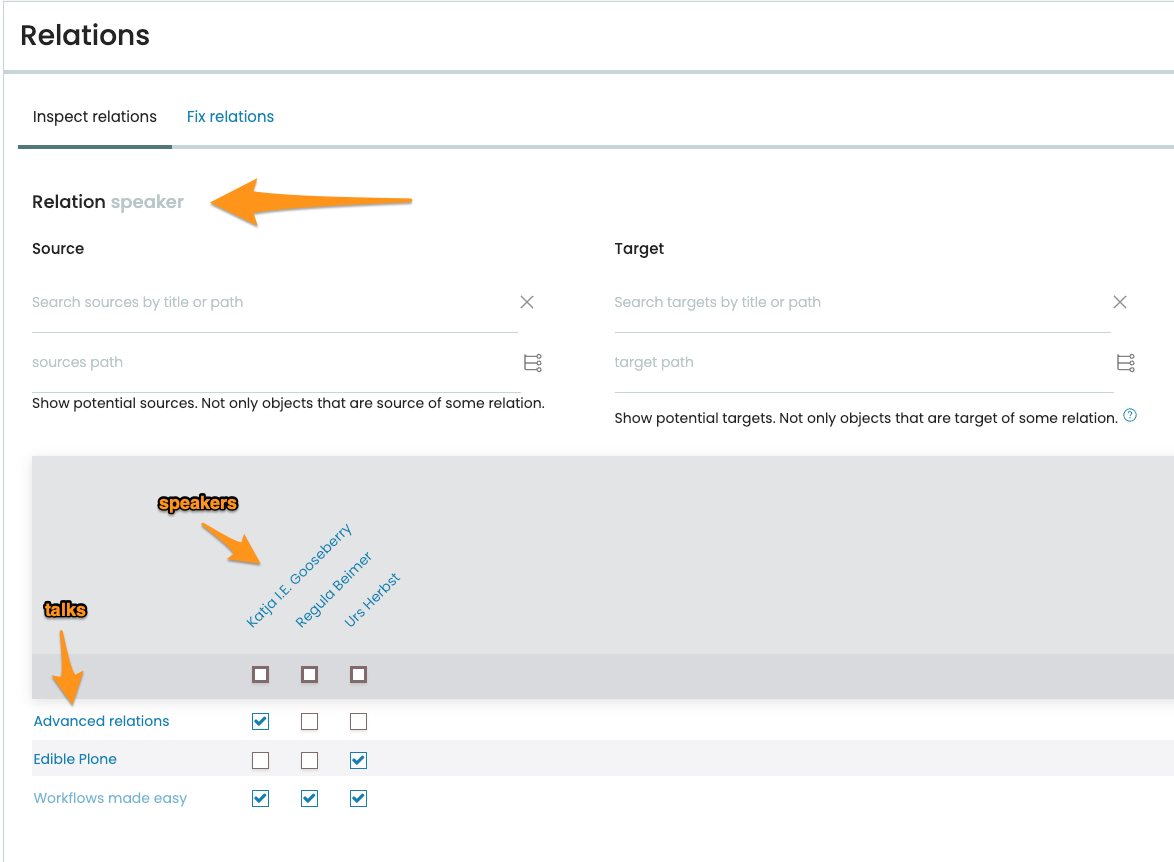 Relations
Inspect relations Fix relations
Relation speaker
Source
Target
Search sources by title or path
Search targets by title or path
sources path
target path
Show potential sources. Not only objects that are source of some relation.
Show potential targets. Not only objects that are target of some relation. ?
speakers
Katja I.E. Gooseberry
Regula Beimer
Urs Herbst
talks
Advanced relations
Edible Plone
Workflows made easy